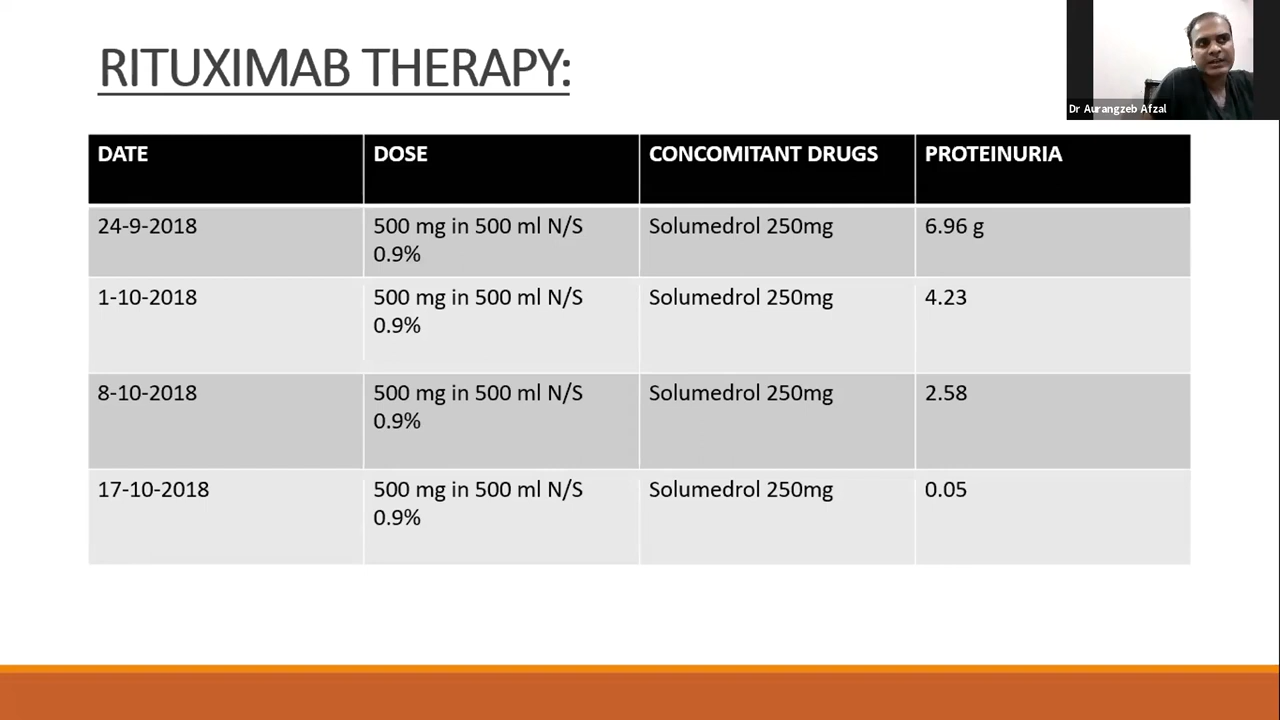 RITUXIMAB THERAPY:
Dr Aurangzeb Afzal
DATE DOSE CONCOMITANT DRUGS PROTEINURIA
24-9-2018 500 mg in 500 ml N/S Solumedrol 250mg 6.96 g
0.9%
1-10-2018 500 mg in 500 ml N/S Solumedrol 250mg 4.23
0.9%
8-10-2018 500 mg in 500 ml N/S Solumedrol 250mg 2.58
0.9%
17-10-2018 500 mg in 500 ml N/S Solumedrol 250mg 0.05
0.9%